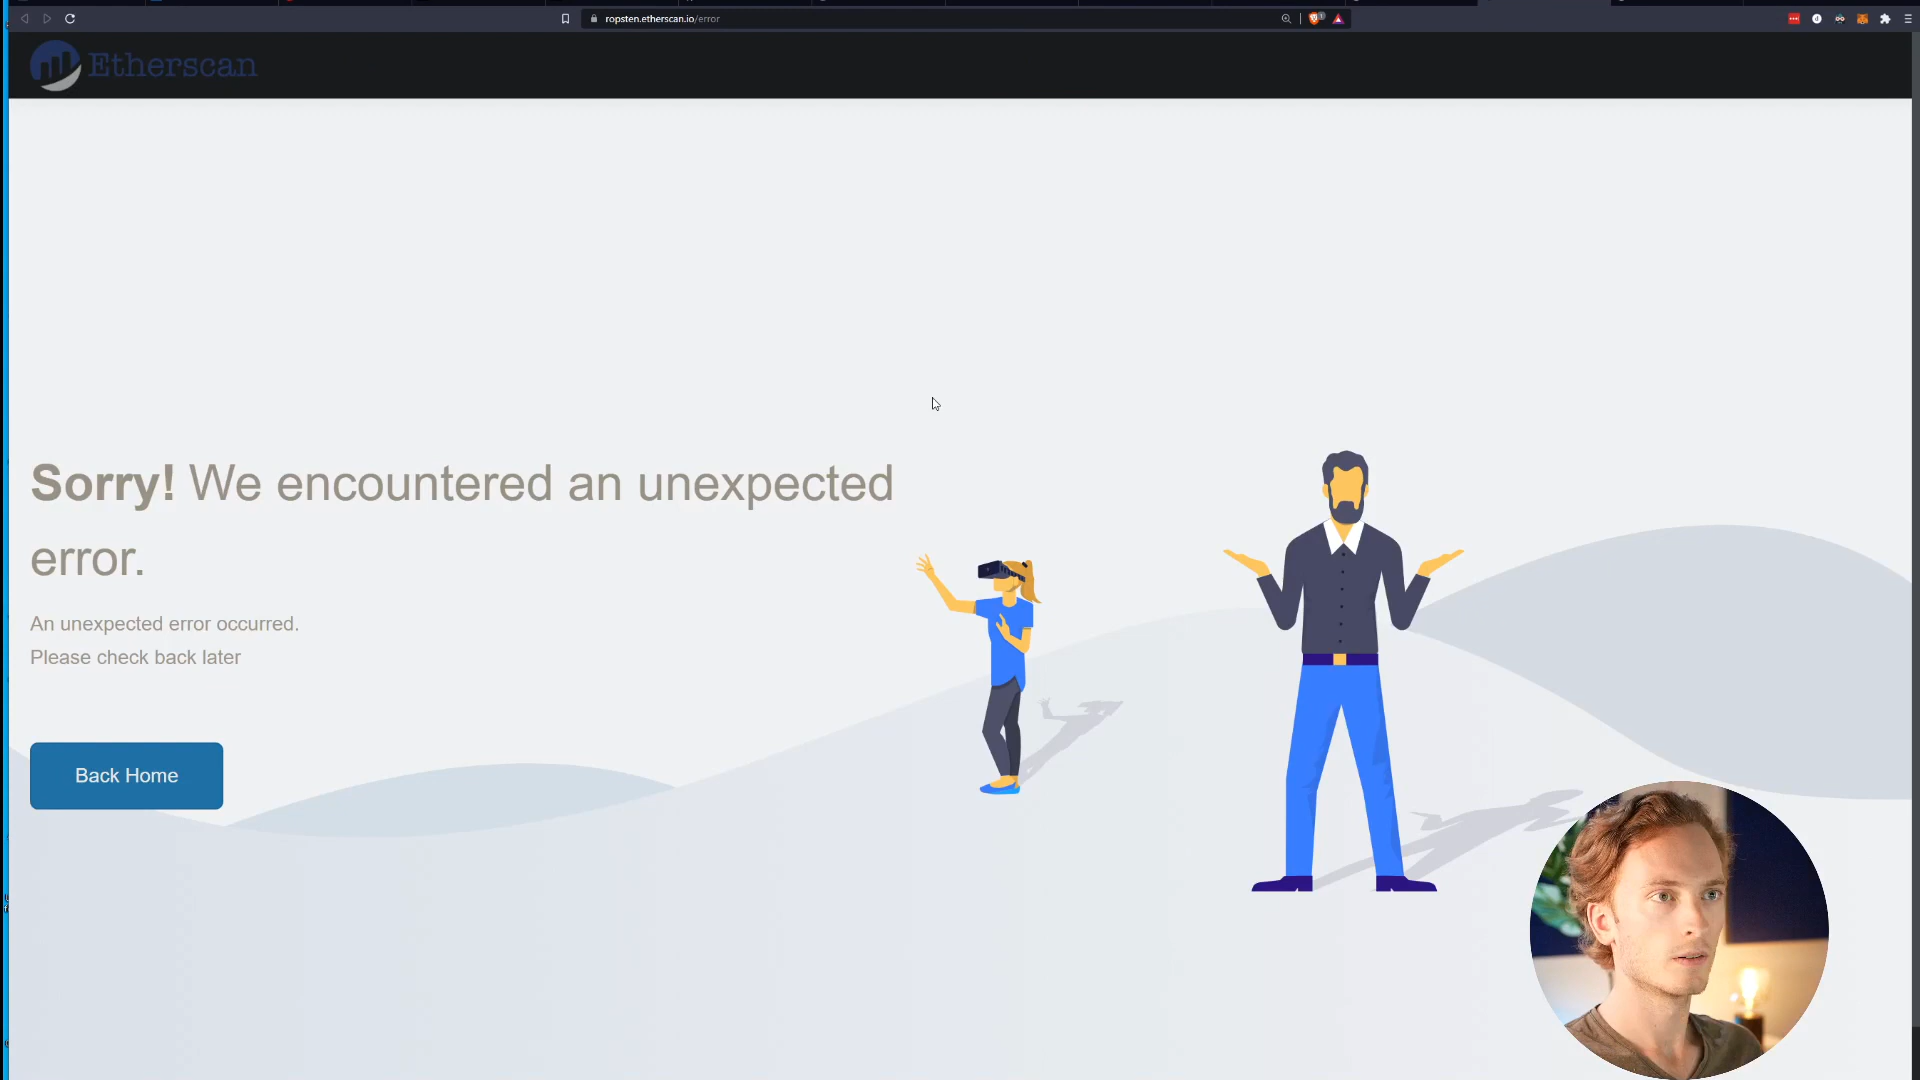 ropsten.etherscan.io/error
Etherscan
Sorry! We encountered an unexpected
error.
An unexpected error occurred.
Please check back later
Back Home